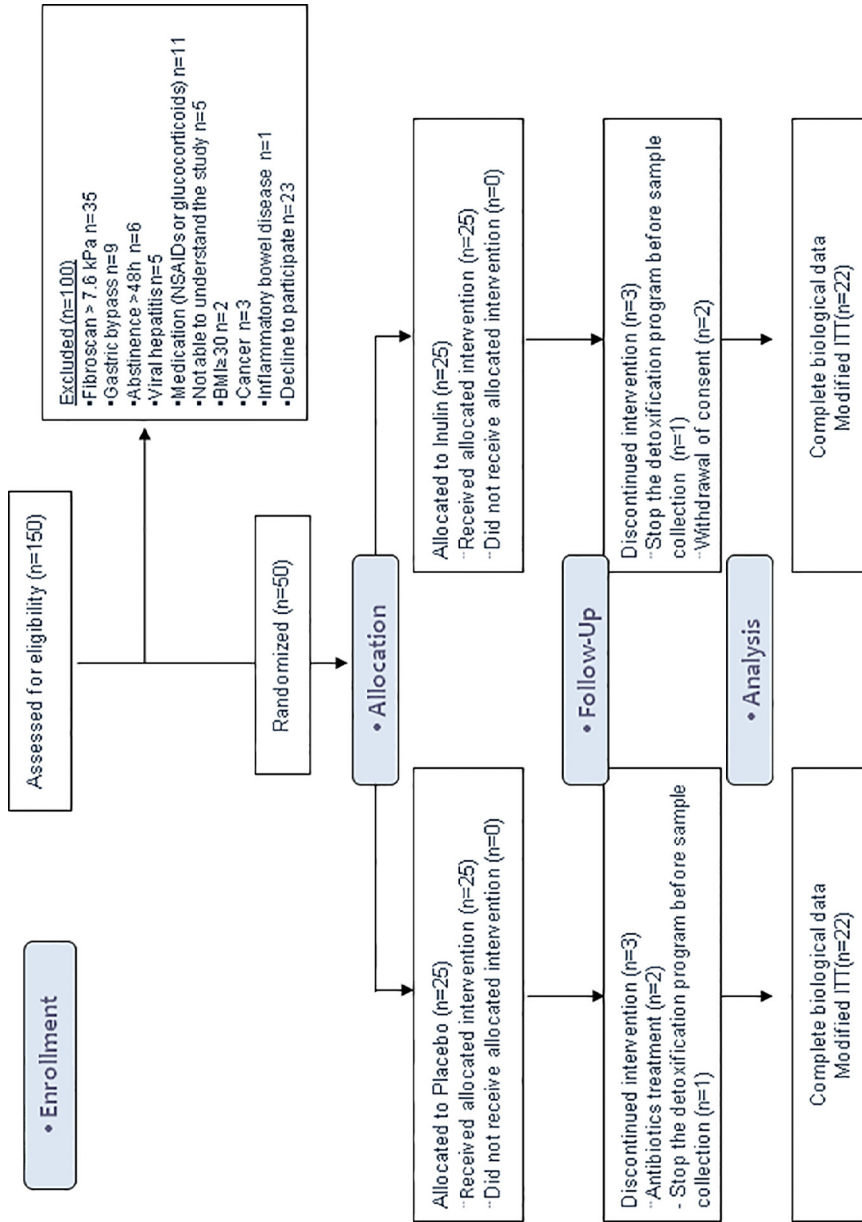 • Enrollment
Assessed for eligibility (n=150)
Excluded (n=100)
▪Fibroscan > 7.6 kPa n=35
▪Gastric bypass n=9
▪Abstinence >48h n=6
▪Viral hepatitis n=5
▪Medication (NSAIDs or glucocorticoids) n=11
▪Not able to understand the study n=5
▪BMI≥30 n=2
▪Cancer n=3
▪Inflammatory bowel disease n=1
▪Decline to participate n=23
Randomized (n=50)
• Allocation
Allocated to Placebo (n=25)
¨Received allocated intervention (n=25)
¨Did not receive allocated intervention (n=0)
Allocated to Inulin (n=25)
¨Received allocated intervention (n=25)
¨Did not receive allocated intervention (n=0)
• Follow-Up
Discontinued intervention (n=3)
¨Antibiotics treatment (n=2)
- Stop the detoxification program before sample
collection (n=1)
Discontinued intervention (n=3)
¨Stop the detoxification program before sample
collection (n=1)
¨Withdrawal of consent (n=2)
• Analysis
Complete biological data
Modified ITT(n=22)
Complete biological data
Modified ITT(n=22)